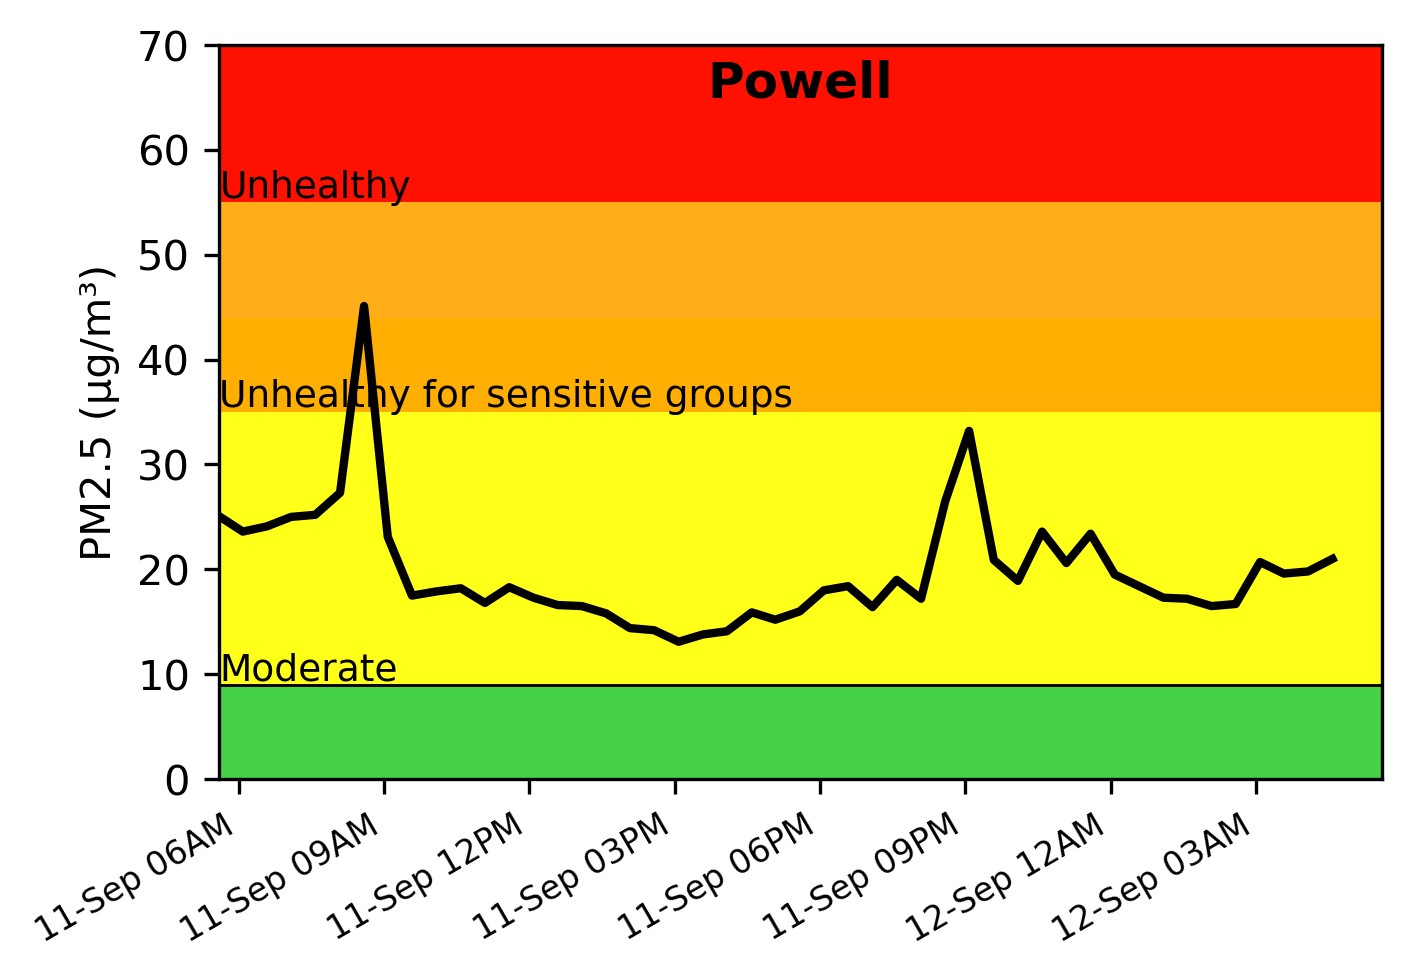 Powell
70
60
50
40
30
20
10
0
PM2.5 (µg/m³)
Unhealthy
Unhealthy for sensitive groups
Moderate
11-Sep 06AM
11-Sep 09AM
11-Sep 12PM
11-Sep 03PM
11-Sep 06PM
11-Sep 09PM
12-Sep 12AM
12-Sep 03AM